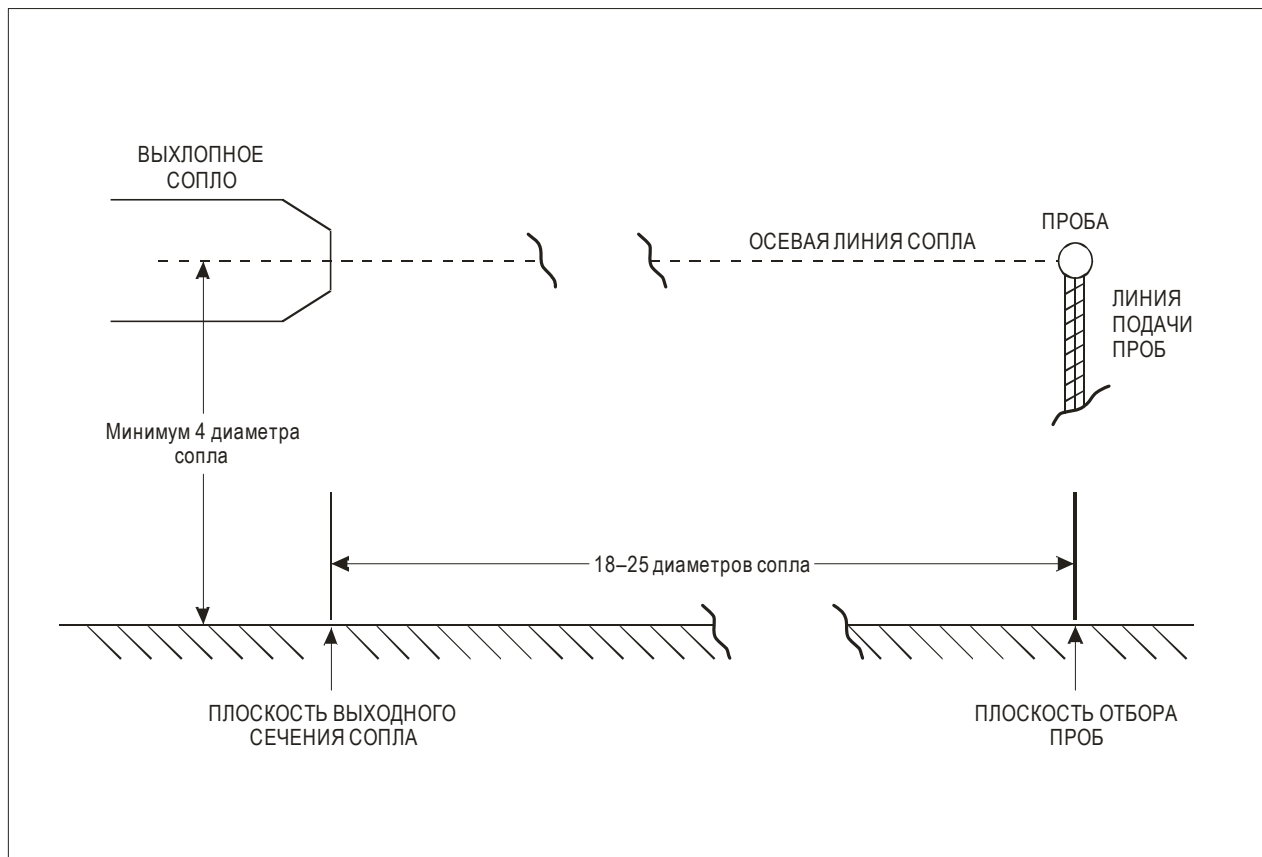 ВЫХЛОПНОЕ
СОПЛО
ОСЕВАЯ ЛИНИЯ СОПЛА
ПРОБА
ЛИНИЯ
ПОДАЧИ
ПРОБ
Минимум 4 диаметра
сопла
18–25 диаметров сопла
ПЛОСКОСТЬ ВЫХОДНОГО
СЕЧЕНИЯ СОПЛА
ПЛОСКОСТЬ ОТБОРА
ПРОБ